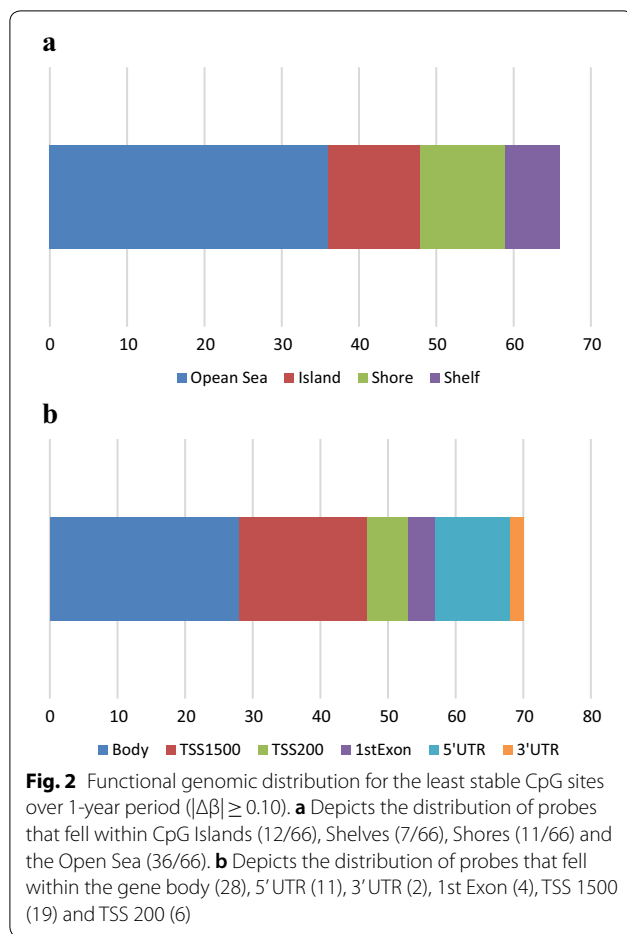 a
0 10 20 30 40 50 60 70
Opean Sea Island Shore Shelf
b
0 10 20 30 40 50 60 70 80
Body TSS1500 TSS200 1stExon 5'UTR 3'UTR
Fig. 2 Functional genomic distribution for the least stable CpG sites
over 1-year period (|Δβ| ≥ 0.10). a Depicts the distribution of probes
that fell within CpG Islands (12/66), Shelves (7/66), Shores (11/66) and
the Open Sea (36/66). b Depicts the distribution of probes that fell
within the gene body (28), 5′ UTR (11), 3′ UTR (2), 1st Exon (4), TSS 1500
(19) and TSS 200 (6)